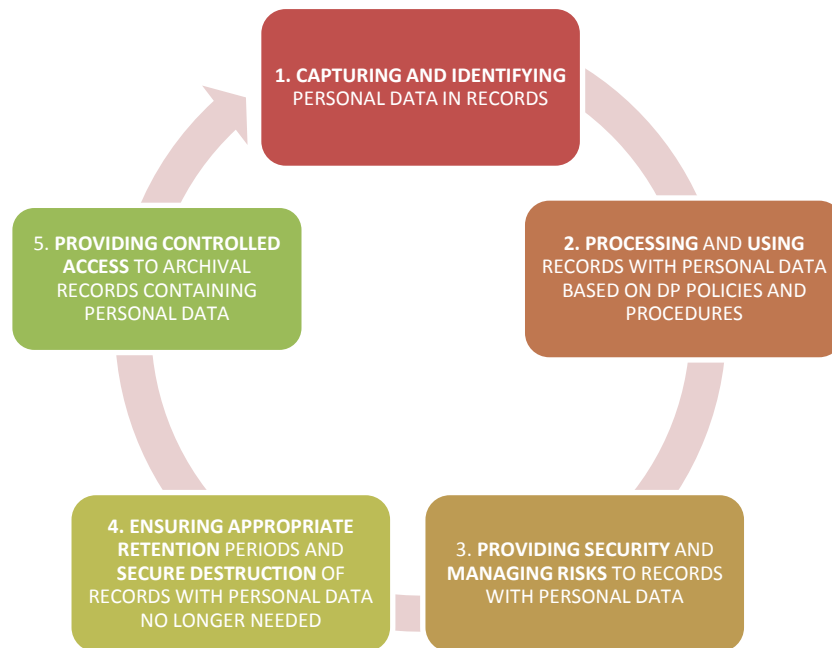 1. CAPTURING AND IDENTIFYING
PERSONAL DATA IN RECORDS
2. PROCESSING AND USING
RECORDS WITH PERSONAL DATA
BASED ON DP POLICIES AND
PROCEDURES
3. PROVIDING SECURITY AND
MANAGING RISKS TO RECORDS
WITH PERSONAL DATA
4. ENSURING APPROPRIATE
RETENTION PERIODS AND
SECURE DESTRUCTION OF
RECORDS WITH PERSONAL DATA
NO LONGER NEEDED
5. PROVIDING CONTROLLED
ACCESS TO ARCHIVAL
RECORDS CONTAINING
PERSONAL DATA